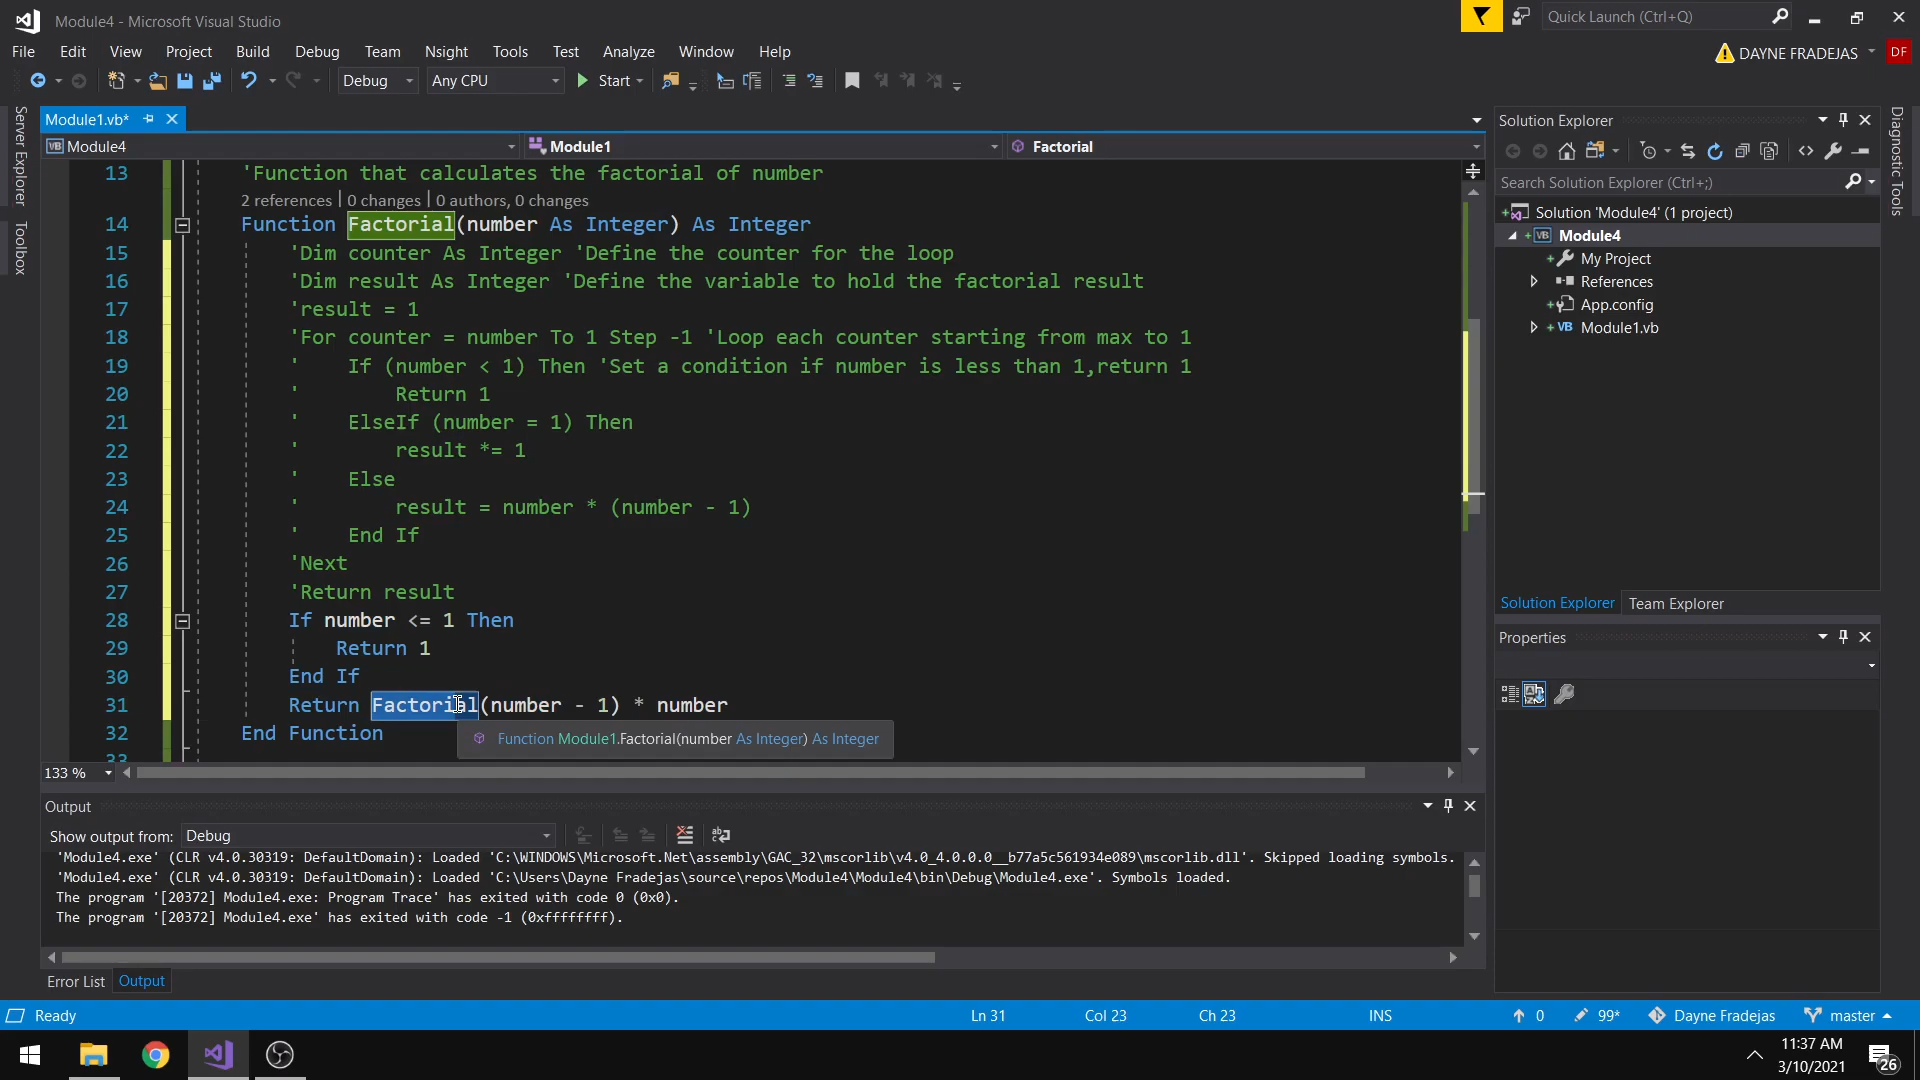 Module4 - Microsoft Visual Studio
Quick Launch (Ctrl+Q)
File Edit View Project Build Debug Team Nsight Tools Test Analyze Window Help
DAYNE FRADEJAS DF
Debug Any CPU Start
Server Explorer
Toolbox
Module1.vb*
Module4 Module1 Factorial
13 'Function that calculates the factorial of number
2 references | 0 changes | 0 authors, 0 changes
14 Function Factorial(number As Integer) As Integer
15 'Dim counter As Integer 'Define the counter for the loop
16 'Dim result As Integer 'Define the variable to hold the factorial result
17 'result = 1
18 'For counter = number To 1 Step -1 'Loop each counter starting from max to 1
19 ' If (number < 1) Then 'Set a condition if number is less than 1,return 1
20 ' Return 1
21 ' ElseIf (number = 1) Then
22 ' result *= 1
23 ' Else
24 ' result = number * (number - 1)
25 ' End If
26 'Next
27 'Return result
28 If number <= 1 Then
29 Return 1
30 End If
31 Return Factorial(number - 1) * number
32 End Function
Function Module1.Factorial(number As Integer) As Integer
33
133 %
Output
Show output from: Debug
'Module4.exe' (CLR v4.0.30319: DefaultDomain): Loaded 'C:\WINDOWS\Microsoft.Net\assembly\GAC_32\mscorlib\v4.0_4.0.0.0__b77a5c561934e089\mscorlib.dll'. Skipped loading symbols.
'Module4.exe' (CLR v4.0.30319: DefaultDomain): Loaded 'C:\Users\Dayne Fradejas\source\repos\Module4\Module4\bin\Debug\Module4.exe'. Symbols loaded.
The program '[20372] Module4.exe: Program Trace' has exited with code 0 (0x0).
The program '[20372] Module4.exe' has exited with code -1 (0xffffffff).
Error List Output
Solution Explorer
Search Solution Explorer (Ctrl+;)
Solution 'Module4' (1 project)
VB Module4
My Project
References
App.config
VB Module1.vb
Solution Explorer Team Explorer
Properties
Diagnostic Tools
Ready Ln 31 Col 23 Ch 23 INS 0 99* Dayne Fradejas master
11:37 AM
3/10/2021
26